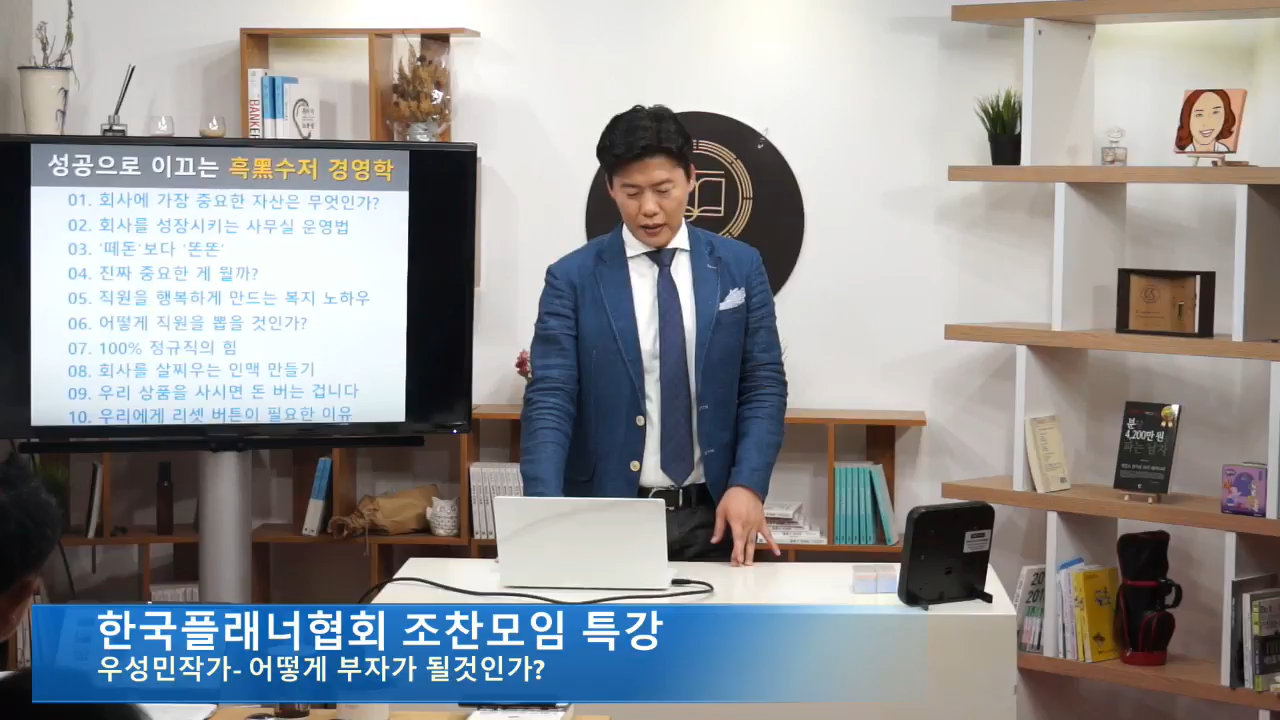 성공으로 이끄는 흑黑수저 경영학
01. 회사에 가장 중요한 자산은 무엇인가?
02. 회사를 성장시키는 사무실 운영법
03. '떼돈'보다 '똔똔'
04. 진짜 중요한 게 뭘까?
05. 직원을 행복하게 만드는 복지 노하우
06. 어떻게 직원을 뽑을 것인가?
07. 100% 정규직의 힘
08. 회사를 살찌우는 인맥 만들기
09. 우리 상품을 사시면 돈 버는 겁니다
10. 우리에게 리셋 버튼이 필요한 이유
BANKER
4,200만 원
파는 남자
한국플래너협회 조찬모임 특강
우성민작가- 어떻게 부자가 될것인가?